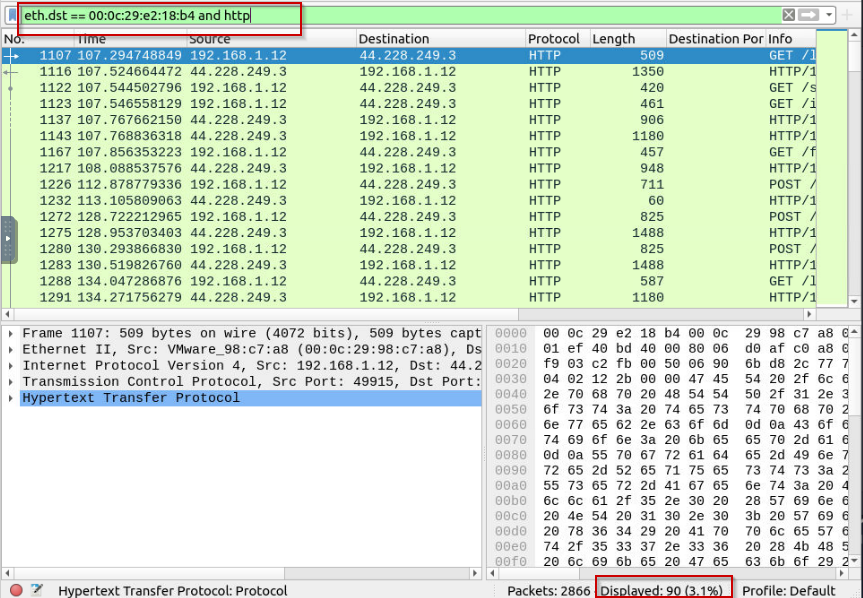 eth.dst == 00:0c:29:e2:18:b4 and http
No. Time Source Destination Protocol Length Destination Por Info
1107 107.294748849 192.168.1.12 44.228.249.3 HTTP 509 GET /l
1116 107.524664472 44.228.249.3 192.168.1.12 HTTP 1350 HTTP/1
1122 107.544502796 192.168.1.12 44.228.249.3 HTTP 420 GET /s
1123 107.546558129 192.168.1.12 44.228.249.3 HTTP 461 GET /i
1137 107.767662150 44.228.249.3 192.168.1.12 HTTP 906 HTTP/1
1143 107.768836318 44.228.249.3 192.168.1.12 HTTP 1180 HTTP/1
1167 107.856353223 192.168.1.12 44.228.249.3 HTTP 457 GET /f
1217 108.088537576 44.228.249.3 192.168.1.12 HTTP 948 HTTP/1
1226 112.878779336 192.168.1.12 44.228.249.3 HTTP 711 POST /
1232 113.105809063 44.228.249.3 192.168.1.12 HTTP 60 HTTP/1
1272 128.722212965 192.168.1.12 44.228.249.3 HTTP 825 POST /
1275 128.953703403 44.228.249.3 192.168.1.12 HTTP 1488 HTTP/1
1280 130.293866830 192.168.1.12 44.228.249.3 HTTP 825 POST /
1283 130.519826760 44.228.249.3 192.168.1.12 HTTP 1488 HTTP/1
1288 134.047286876 192.168.1.12 44.228.249.3 HTTP 587 GET /l
1291 134.271756279 44.228.249.3 192.168.1.12 HTTP 1180 HTTP/1
Frame 1107: 509 bytes on wire (4072 bits), 509 bytes capt
Ethernet II, Src: VMware_98:c7:a8 (00:0c:29:98:c7:a8), Ds
Internet Protocol Version 4, Src: 192.168.1.12, Dst: 44.2
Transmission Control Protocol, Src Port: 49915, Dst Port:
Hypertext Transfer Protocol
0000 00 0c 29 e2 18 b4 00 0c 29 98 c7 a8 0
0010 01 ef 40 bd 40 00 80 06 d0 af c0 a8 0
0020 f9 03 c2 fb 00 50 06 90 6b d8 2c 77 7
0030 04 02 12 2b 00 00 47 45 54 20 2f 6c 6
0040 2e 70 68 70 20 48 54 54 50 2f 31 2e 3
0050 6f 73 74 3a 20 74 65 73 74 70 68 70 2
0060 6e 77 65 62 2e 63 6f 6d 0d 0a 43 6f 6
0070 74 69 6f 6e 3a 20 6b 65 65 70 2d 61 6
0080 0d 0a 55 70 67 72 61 64 65 2d 49 6e 7
0090 72 65 2d 52 65 71 75 65 73 74 73 3a 2
00a0 55 73 65 72 2d 41 67 65 6e 74 3a 20 4
00b0 6c 6c 61 2f 35 2e 30 20 28 57 69 6e 6
00c0 20 4e 54 20 31 30 2e 30 3b 20 57 69 6
00d0 20 78 36 34 29 20 41 70 70 6c 65 57 6
00e0 74 2f 35 33 37 2e 33 36 20 28 4b 48 5
00f0 20 6c 69 6b 65 20 47 65 63 6b 6f 29 2
Hypertext Transfer Protocol: Protocol Packets: 2866 Displayed: 90 (3.1%) Profile: Default